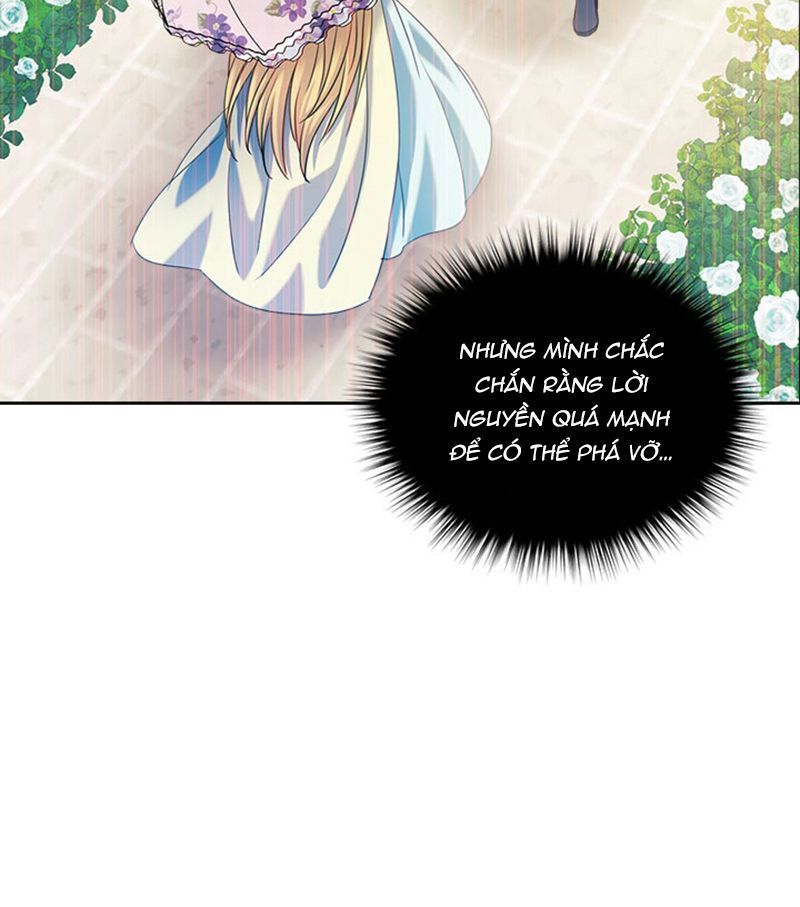 NHƯNG MÌNH CHẮC
CHẮN RẰNG LỜI
NGUYỀN QUÁ MẠNH
ĐỂ CÓ THỂ PHÁ VỠ...